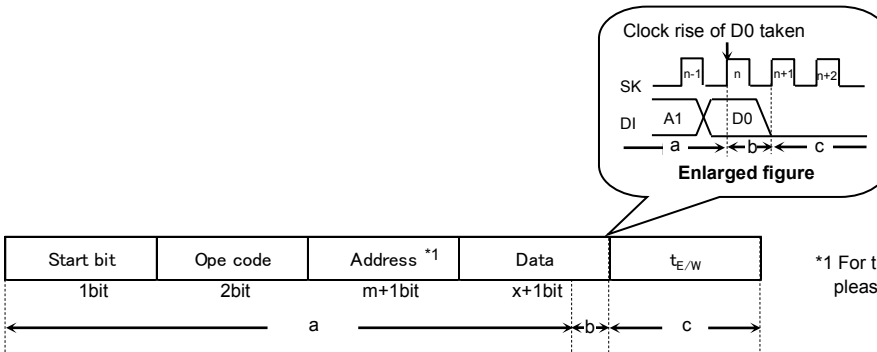 Clock rise of D0 taken
SK n-1 n n+1 n+2
DI A1 D0
a b c
Enlarged figure
Start bit Ope code Address *1 Data tE/W
1bit 2bit m+1bit x+1bit
a b c
*1 For t
pleas